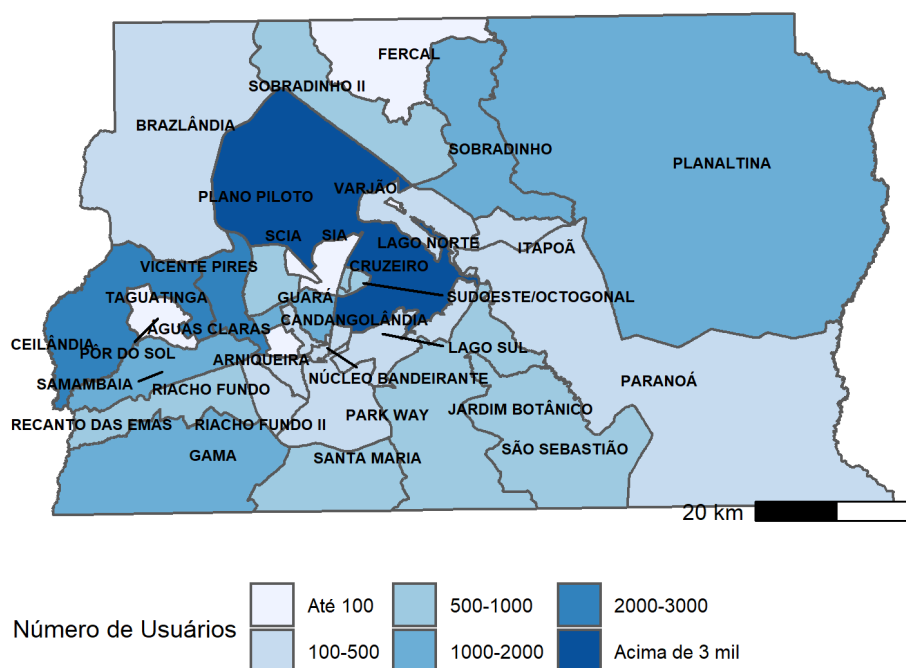 FERCAL
SOBRADINHO II
BRAZLÂNDIA
SOBRADINHO
PLANALTINA
VARJÃO
PLANO PILOTO
SCIA
SIA
LAGO NORTE
ITAPOÃ
VICENTE PIRES
CRUZEIRO
TAGUATINGA
GUARÁ
SUDOESTE/OCTOGONAL
CANDANGOLÂNDIA
ÁGUAS CLARAS
CEILÂNDIA
PÔR DO SOL
ARNIQUEIRA
LAGO SUL
SAMAMBAIA
RIACHO FUNDO
NÚCLEO BANDEIRANTE
PARANOÁ
PARK WAY
JARDIM BOTÂNICO
RECANTO DAS EMAS
RIACHO FUNDO II
SÃO SEBASTIÃO
GAMA
SANTA MARIA
20 km
Número de Usuários
Até 100
500-1000
2000-3000
100-500
1000-2000
Acima de 3 mil